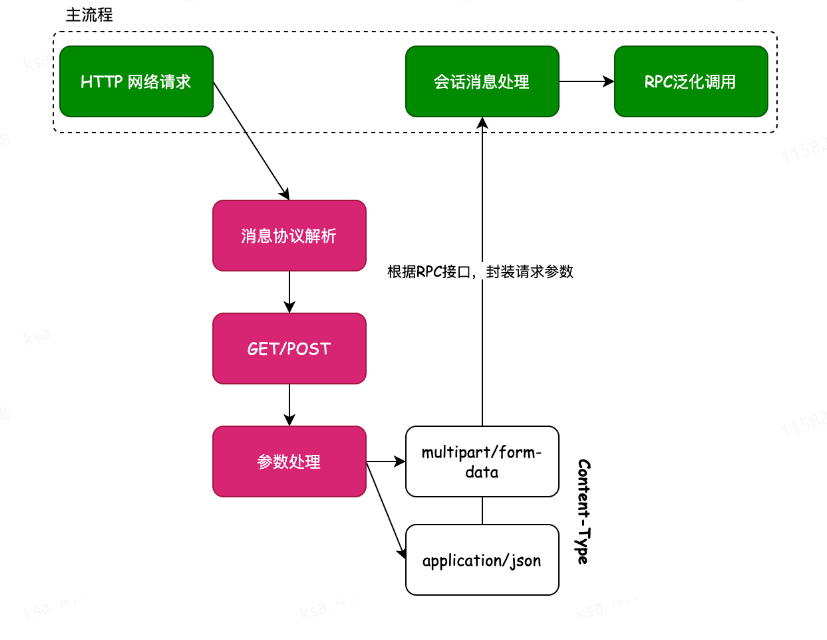 主流程
HTTP 网络请求
会话消息处理
RPC泛化调用
消息协议解析
根据RPC接口，封装请求参数
GET/POST
参数处理
multipart/form-
data
application/json
Content-Type